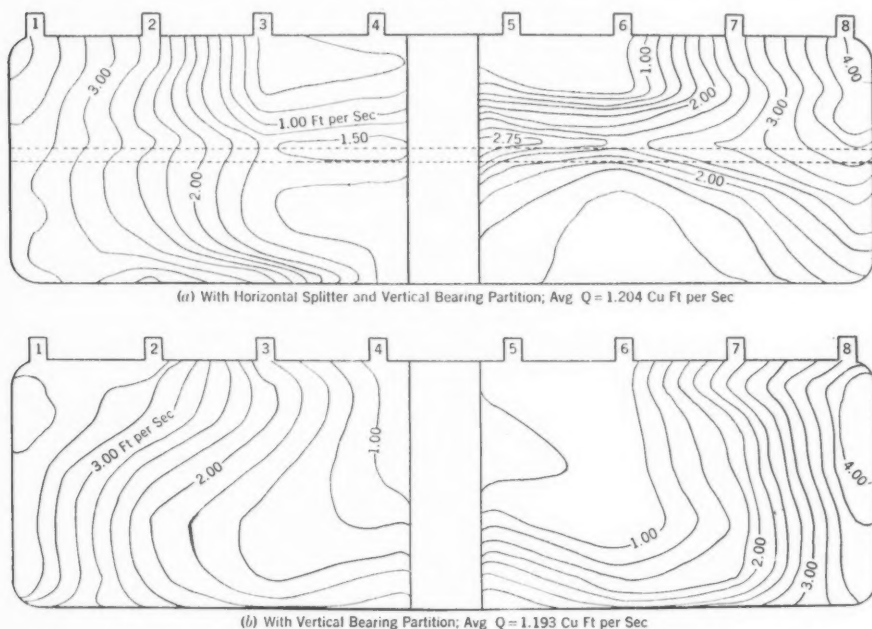 1 2 3 4 5 6 7 8
3.00 1.00 4.00
2.00
3.00
1.00 Ft per Sec
1.50 2.75
2.00 2.00
(a) With Horizontal Splitter and Vertical Bearing Partition; Avg Q = 1.204 Cu Ft per Sec
1 2 3 4 5 6 7 8
3.00 Ft per Sec 2.00 1.00 4.00
1.00 2.00 3.00
(b) With Vertical Bearing Partition; Avg Q = 1.193 Cu Ft per Sec